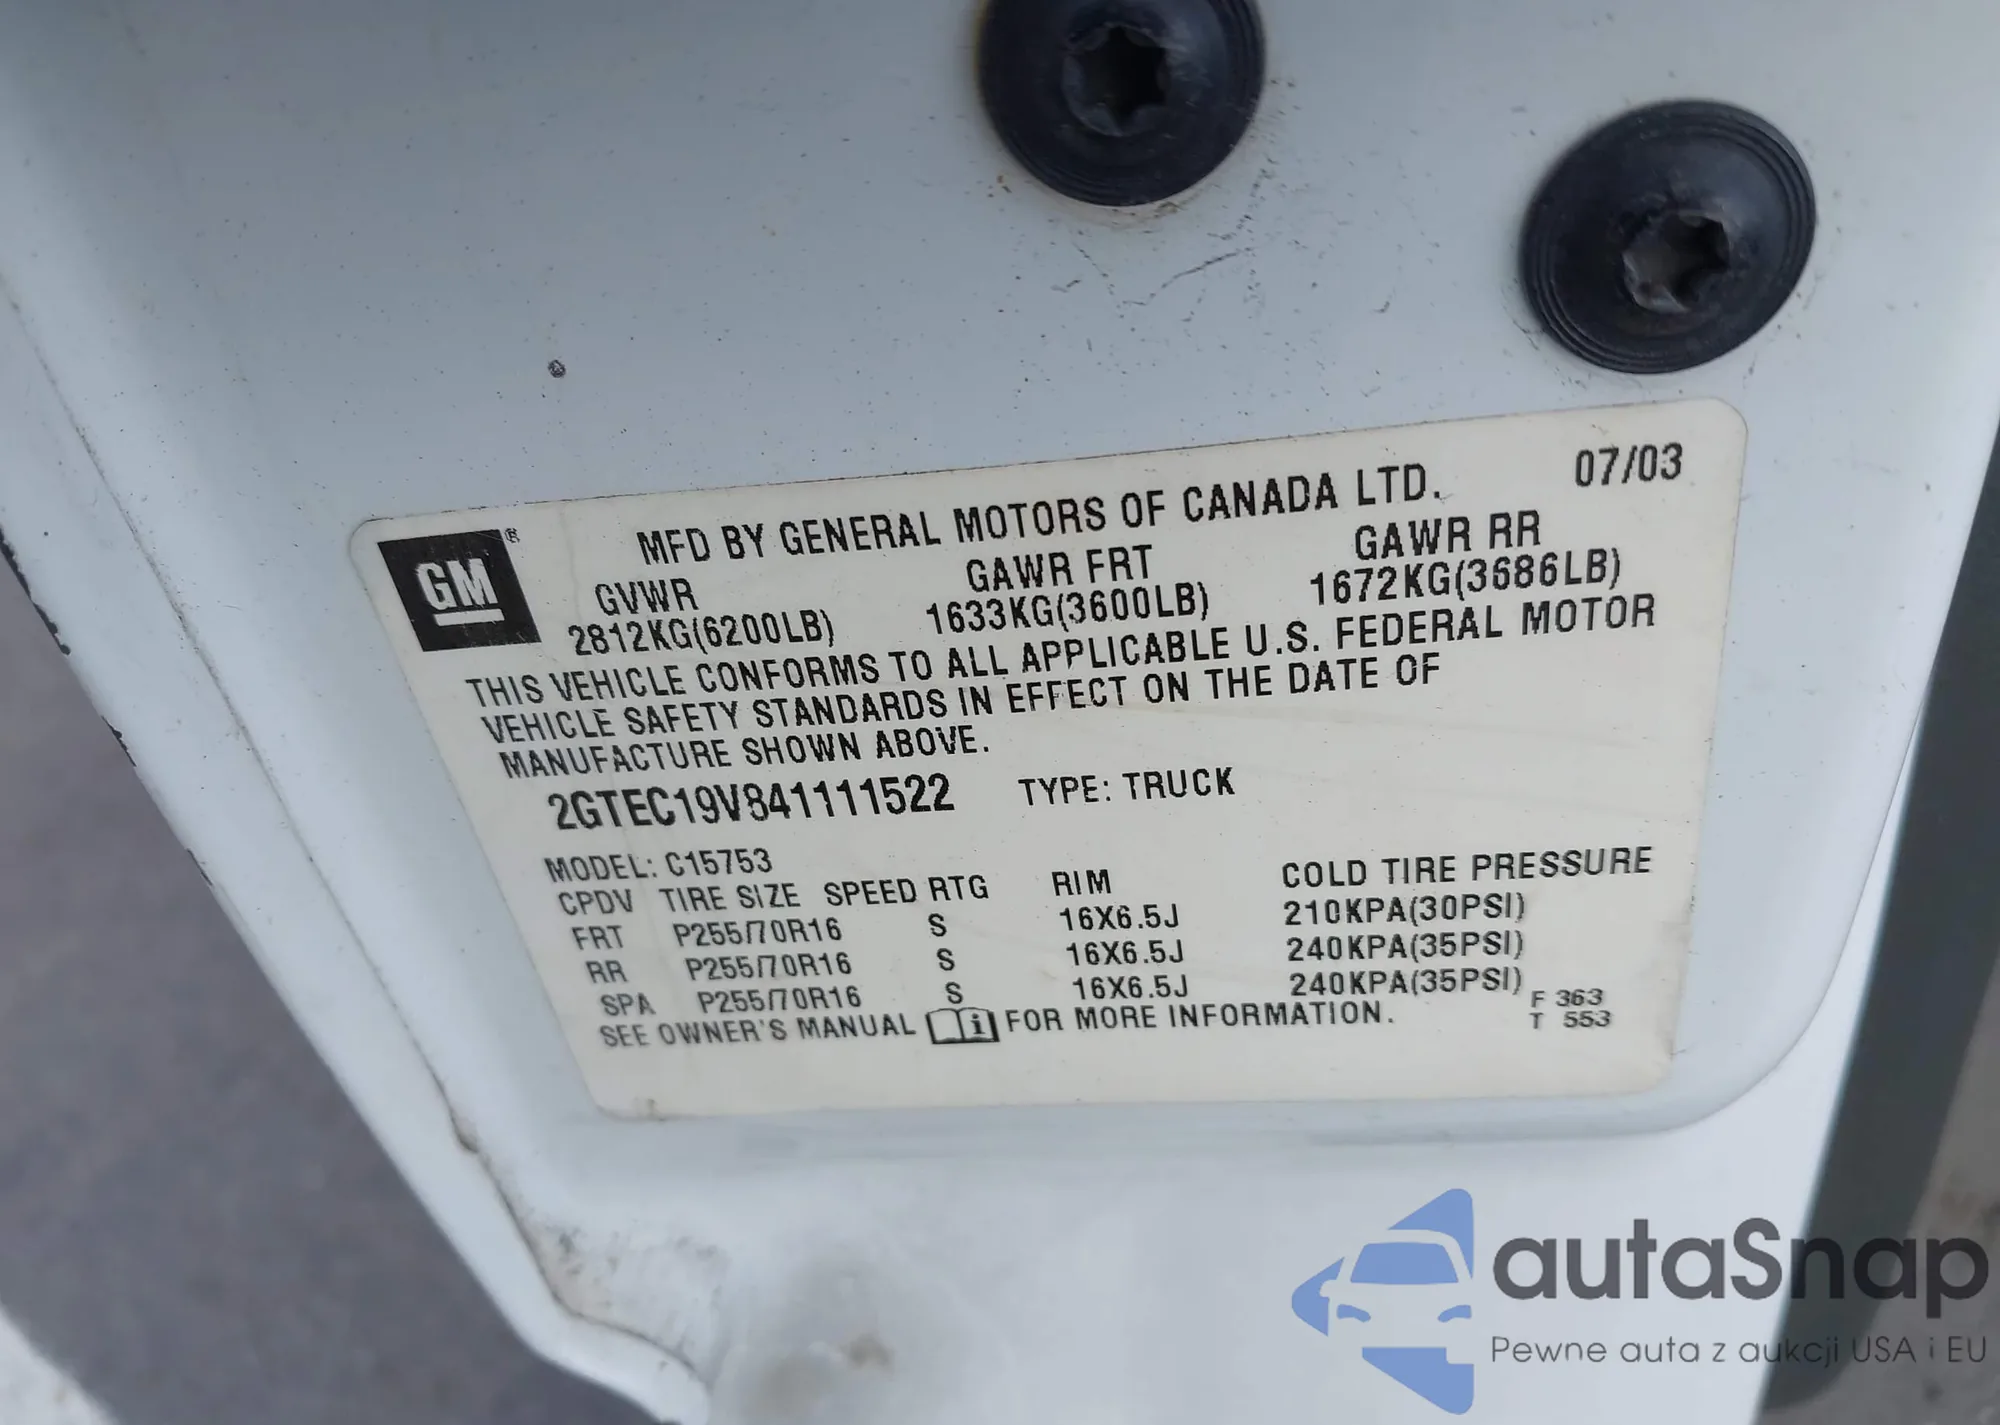 MFD BY GENERAL MOTORS OF CANADA LTD. 07/03
GM®
GVWR GAWR FRT GAWR RR
2812KG(6200LB) 1633KG(3600LB) 1672KG(3686LB)
THIS VEHICLE CONFORMS TO ALL APPLICABLE U.S. FEDERAL MOTOR
VEHICLE SAFETY STANDARDS IN EFFECT ON THE DATE OF
MANUFACTURE SHOWN ABOVE.
2GTEC19V841111522 TYPE: TRUCK
MODEL: C15753
CPDV TIRE SIZE SPEED RTG RIM COLD TIRE PRESSURE
FRT P255/70R16 S 16X6.5J 210KPA(30PSI)
RR P255/70R16 S 16X6.5J 240KPA(35PSI)
SPA P255/70R16 S 16X6.5J 240KPA(35PSI)
SEE OWNER'S MANUAL i FOR MORE INFORMATION.
F 363
T 553
autaSnap
Pewne auta z aukcji USA i EU